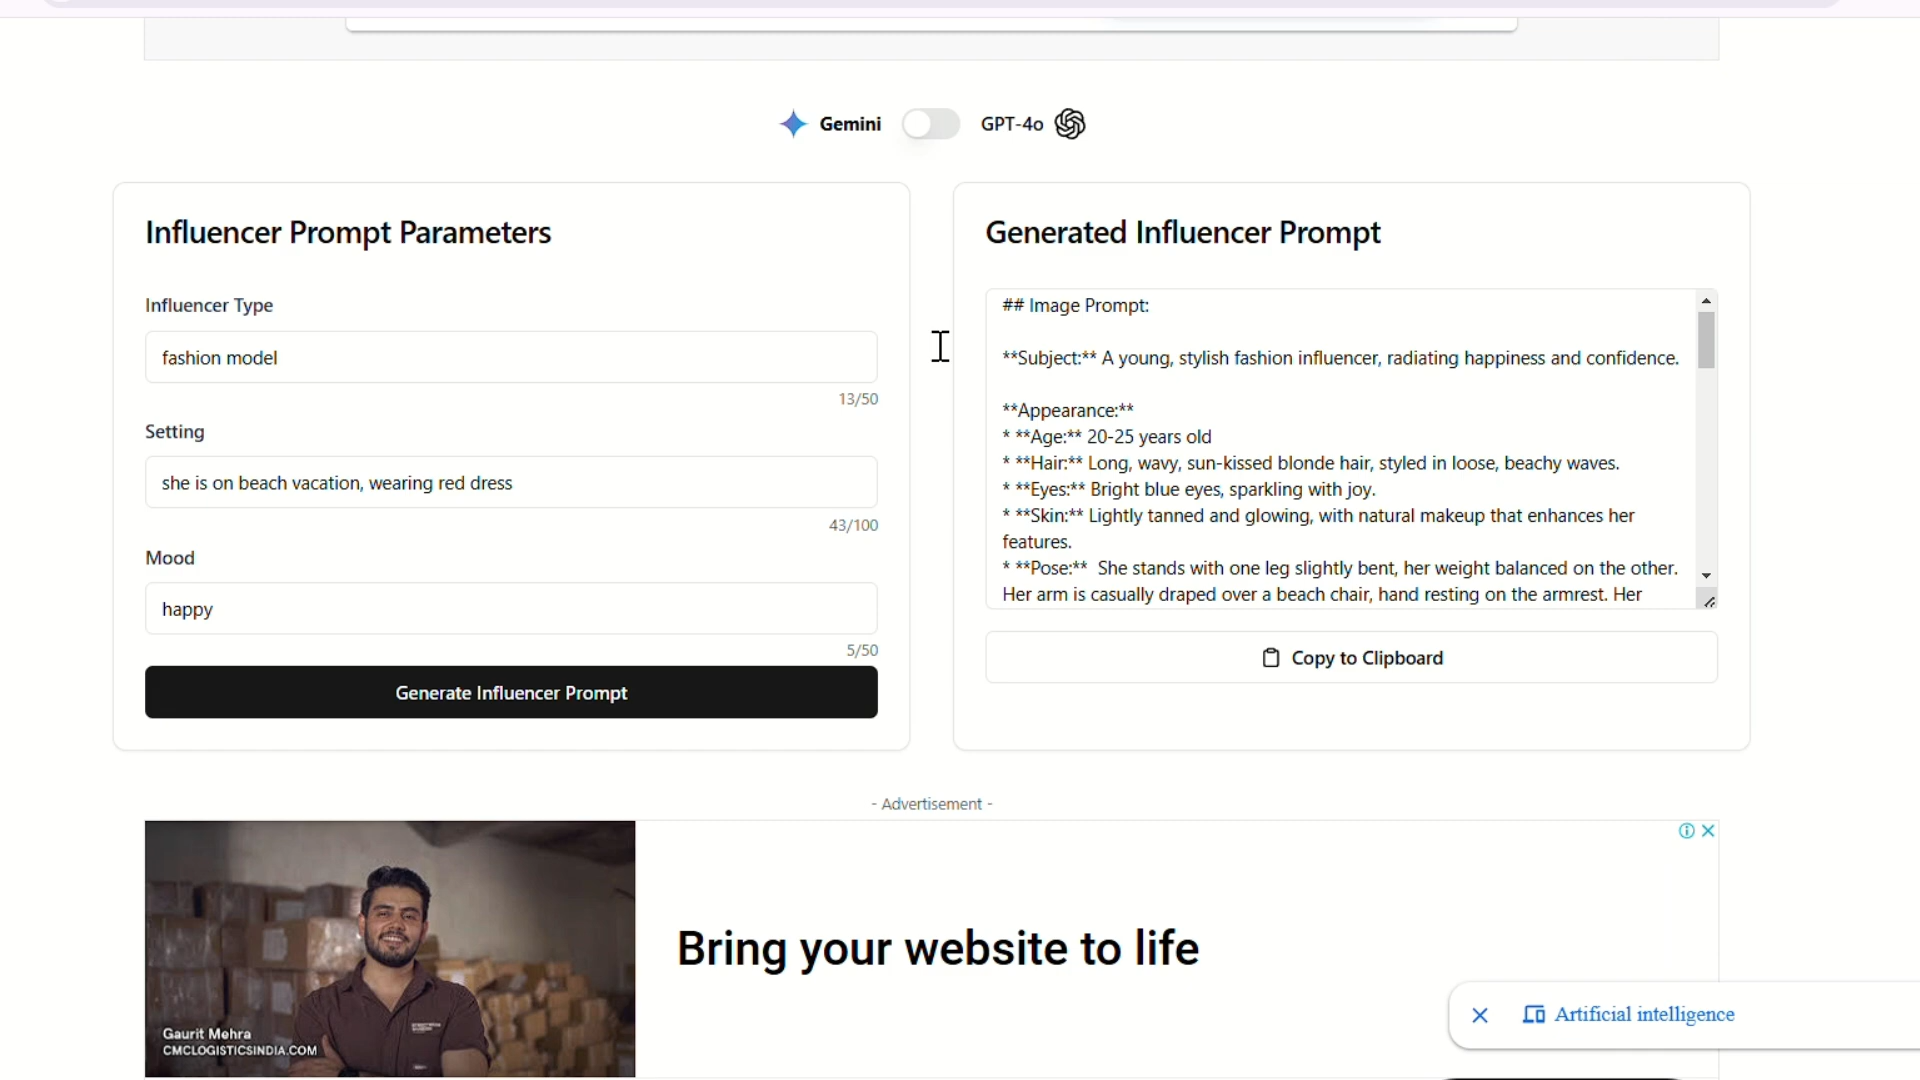 Gemini
GPT-4o
Influencer Prompt Parameters
Influencer Type
fashion model
13/50
Setting
she is on beach vacation, wearing red dress
43/100
Mood
happy
5/50
Generate Influencer Prompt
Generated Influencer Prompt
## Image Prompt:
**Subject:** A young, stylish fashion influencer, radiating happiness and confidence.
**Appearance:**
* **Age:** 20-25 years old
* **Hair:** Long, wavy, sun-kissed blonde hair, styled in loose, beachy waves.
* **Eyes:** Bright blue eyes, sparkling with joy.
* **Skin:** Lightly tanned and glowing, with natural makeup that enhances her
features.
* **Pose:**  She stands with one leg slightly bent, her weight balanced on the other.
Her arm is casually draped over a beach chair, hand resting on the armrest. Her
Copy to Clipboard
- Advertisement -
Gaurit Mehra
CMCLOGISTICSINDIA.COM
Bring your website to life
Artificial intelligence